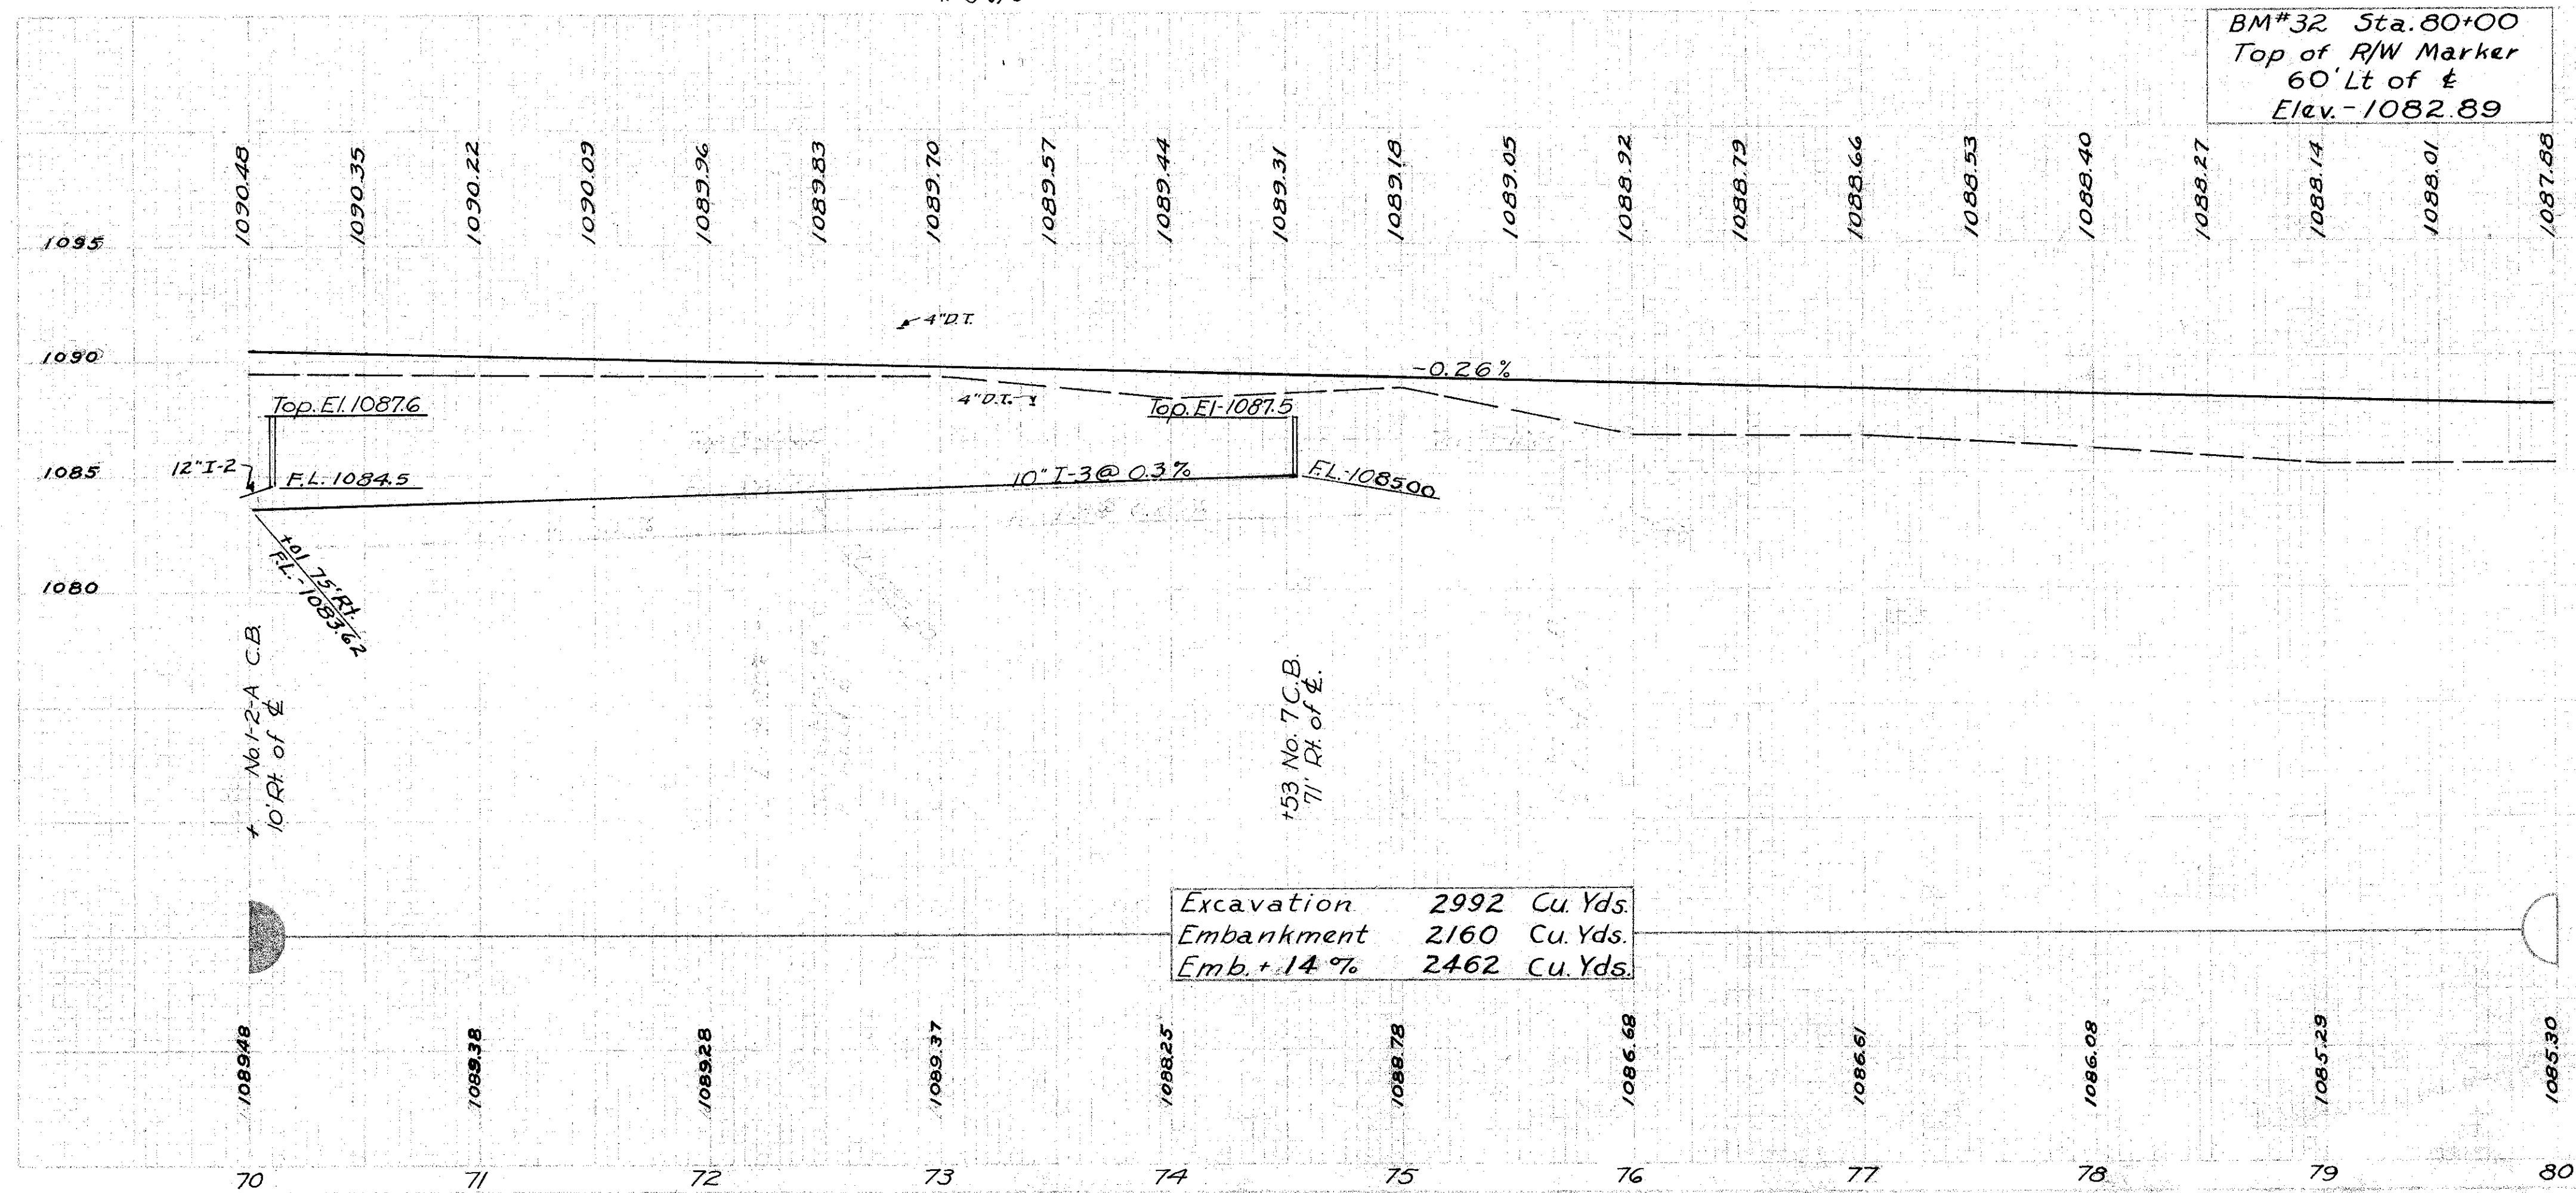 BM#32 Sta. 80+00
Top of R/W Marker
60' Lt of ℄
Elev.- 1082.89
1090.48
1090.35
1090.22
1090.09
1089.96
1089.83
1089.70
1089.57
1089.44
1089.31
1089.18
1089.05
1088.92
1088.79
1088.66
1088.53
1088.40
1088.27
1088.14
1088.01
1087.88
1095
4"D.T.
1090
-0.26%
4"D.T.
Top. El. 1087.6
Top. El-1087.5
1085
12"I-2
F.L. 1084.5
10" I-3 @ 0.3%
F.L.-1085.00
+01 75' Rt.
F.L.-1083.62
1080
+ No.1-2-A C.B.
10' Rt. of ℄
+53 No. 7 C.B.
71' Rt. of ℄.
Excavation 2992 Cu. Yds.
Embankment 2160 Cu. Yds.
Emb. + 14 % 2462 Cu. Yds.
1089.48
1089.38
1089.28
1089.37
1088.25
1088.78
1086.68
1086.61
1086.08
1085.29
1085.30
70
71
72
73
74
75
76
77
78
79
80